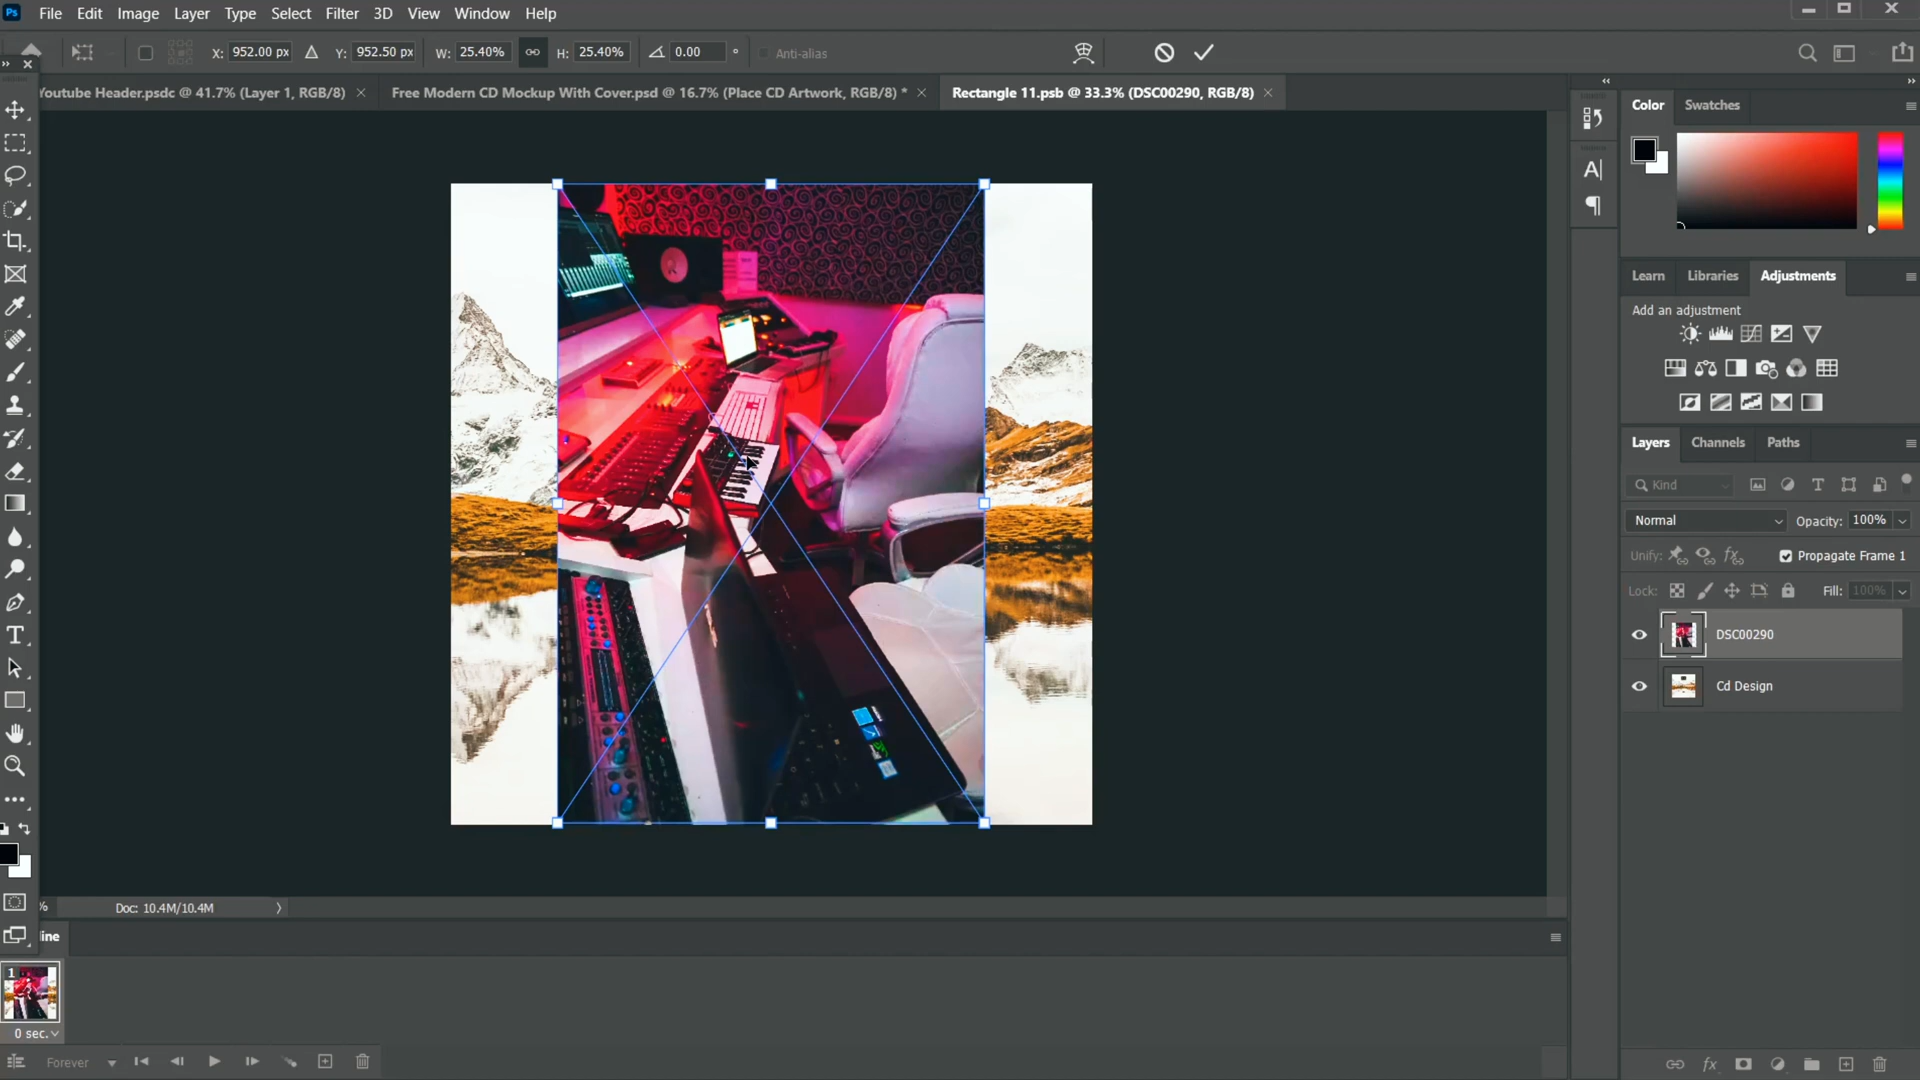 Ps File Edit Image Layer Type Select Filter 3D View Window Help
X: 952.00 px Y: 952.50 px W: 25.40% H: 25.40% 0.00 ° Anti-alias
Youtube Header.psdc @ 41.7% (Layer 1, RGB/8) Free Modern CD Mockup With Cover.psd @ 16.7% (Place CD Artwork, RGB/8) * Rectangle 11.psb @ 33.3% (DSC00290, RGB/8)
Color Swatches
Learn Libraries Adjustments
Add an adjustment
Layers Channels Paths
Kind
Normal Opacity: 100%
Unify: Propagate Frame 1
Lock: Fill: 100%
DSC00290
Cd Design
% Doc: 10.4M/10.4M
line
1
0 sec.
Forever